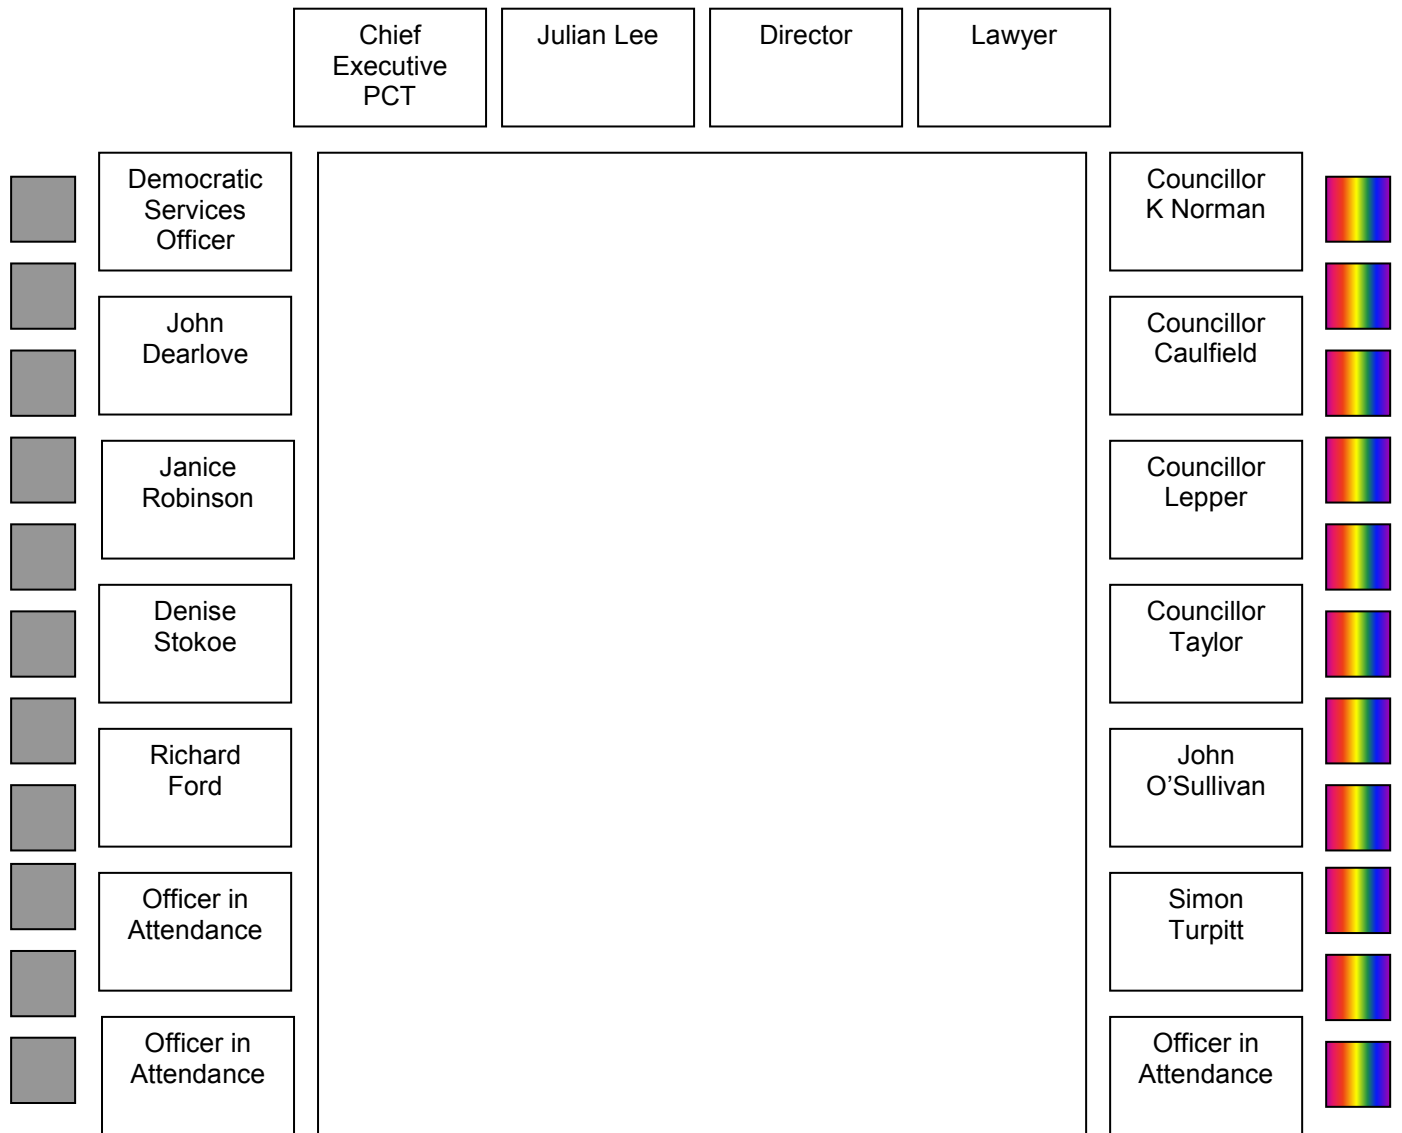 Chief
Executive
PCT
Julian Lee
Director
Lawyer
Democratic
Services
Officer
Councillor
K Norman
John
Dearlove
Councillor
Caulfield
Janice
Robinson
Councillor
Lepper
Denise
Stokoe
Councillor
Taylor
Richard
Ford
John
O’Sullivan
Officer in
Attendance
Simon
Turpitt
Officer in
Attendance
Officer in
Attendance